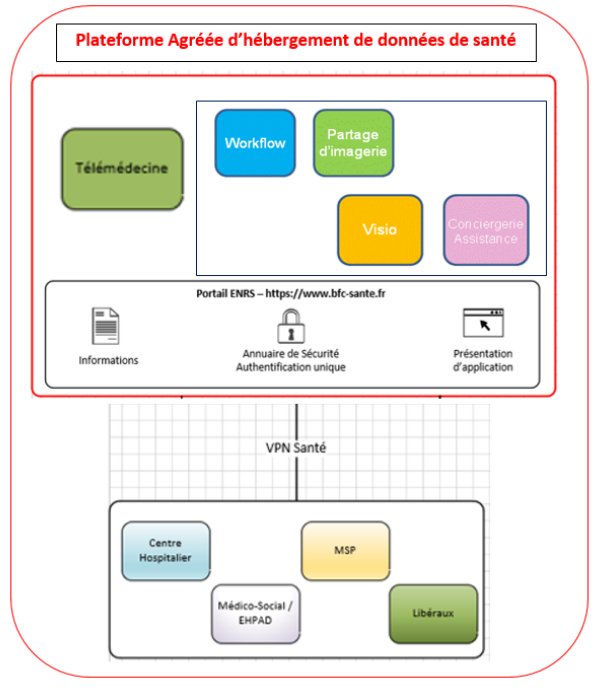 Plateforme Agréée d’hébergement de données de santé
Télémédecine
Workflow
Partage
d'imagerie
Visio
Conciergerie
Assistance
Portail ENRS – https://www.bfc-sante.fr
Informations
Annuaire de Sécurité
Authentification unique
Présentation
d’application
VPN Santé
Centre
Hospitalier
MSP
Médico-Social /
EHPAD
Libéraux